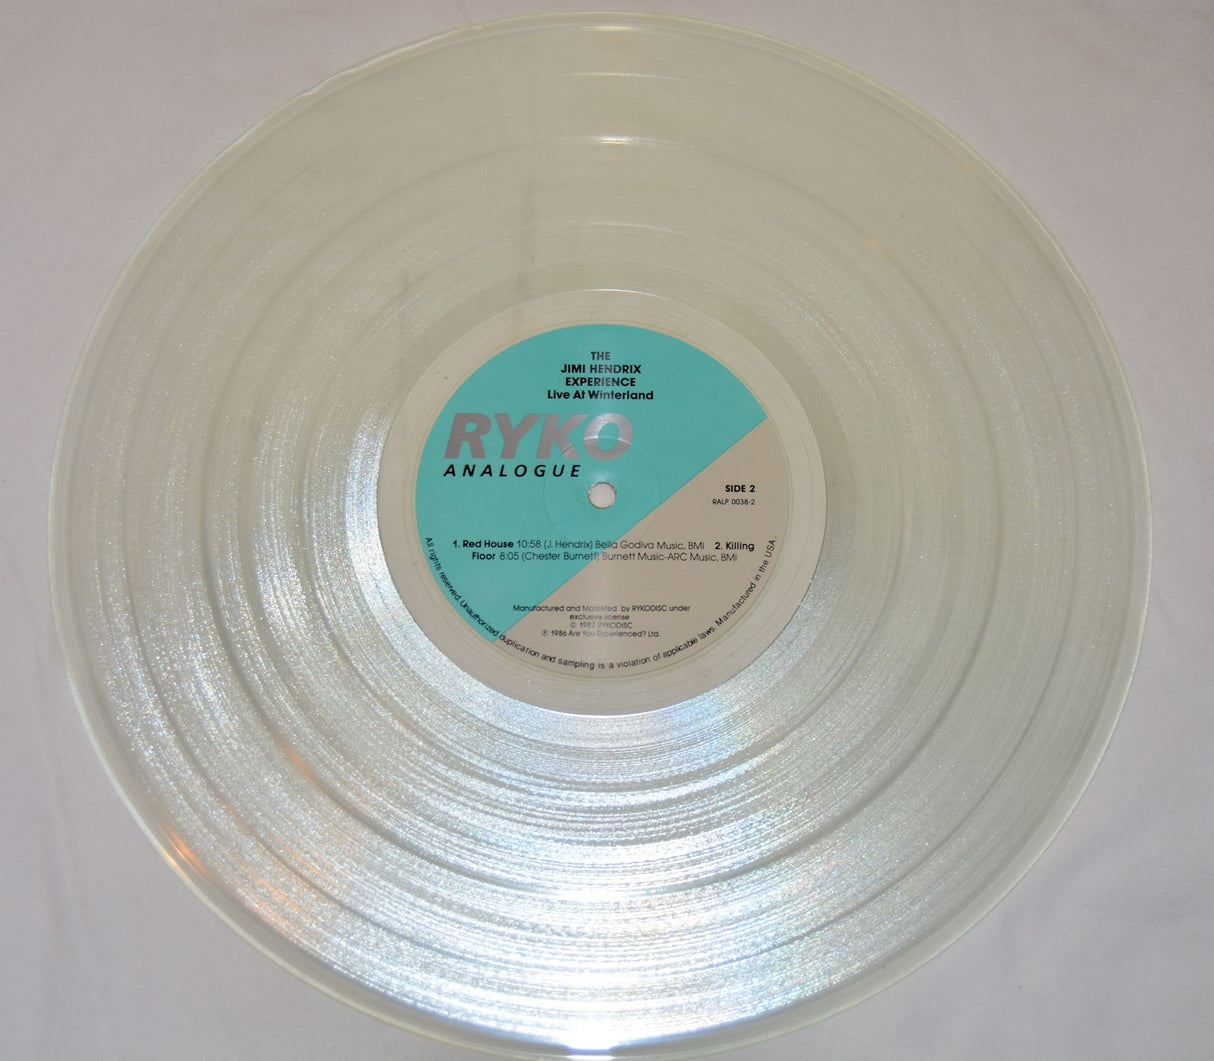 THE
JIMI HENDRIX
EXPERIENCE
Live At Winterland
RYKO
ANALOGUE
SIDE 2
RALP 0038-2
1. Red House 10:58 (J. Hendrix) Bella Godiva Music, BMI 2. Killing
Floor 8:05 (Chester Burnett) Burnett Music-ARC Music, BMI
Manufactured and Marketed by RYKODISC under
exclusive license
© 1987 RYKODISC
℗ 1986 Are You Experienced? Ltd.
All rights reserved. Unauthorized duplication and sampling is a violation of applicable laws. Manufactured in the USA.